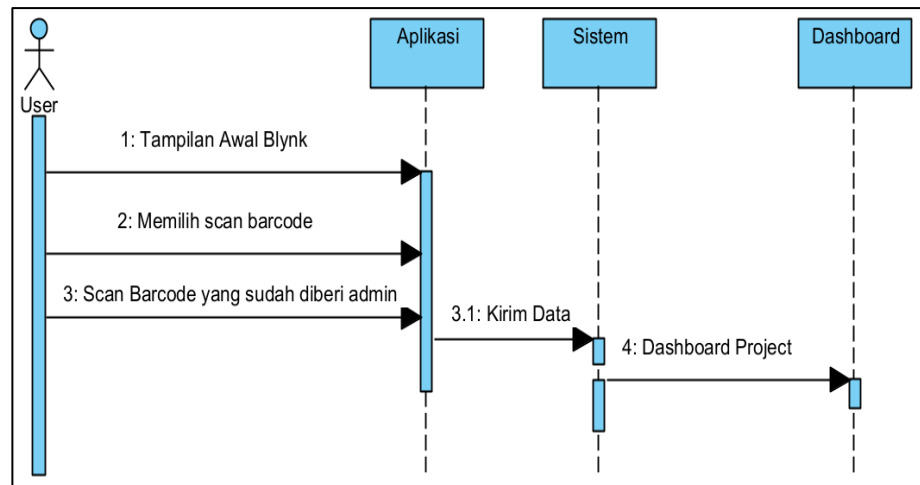 Aplikasi
Sistem
Dashboard
User
1: Tampilan Awal Blynk
2: Memilih scan barcode
3: Scan Barcode yang sudah diberi admin
3.1: Kirim Data
4: Dashboard Project